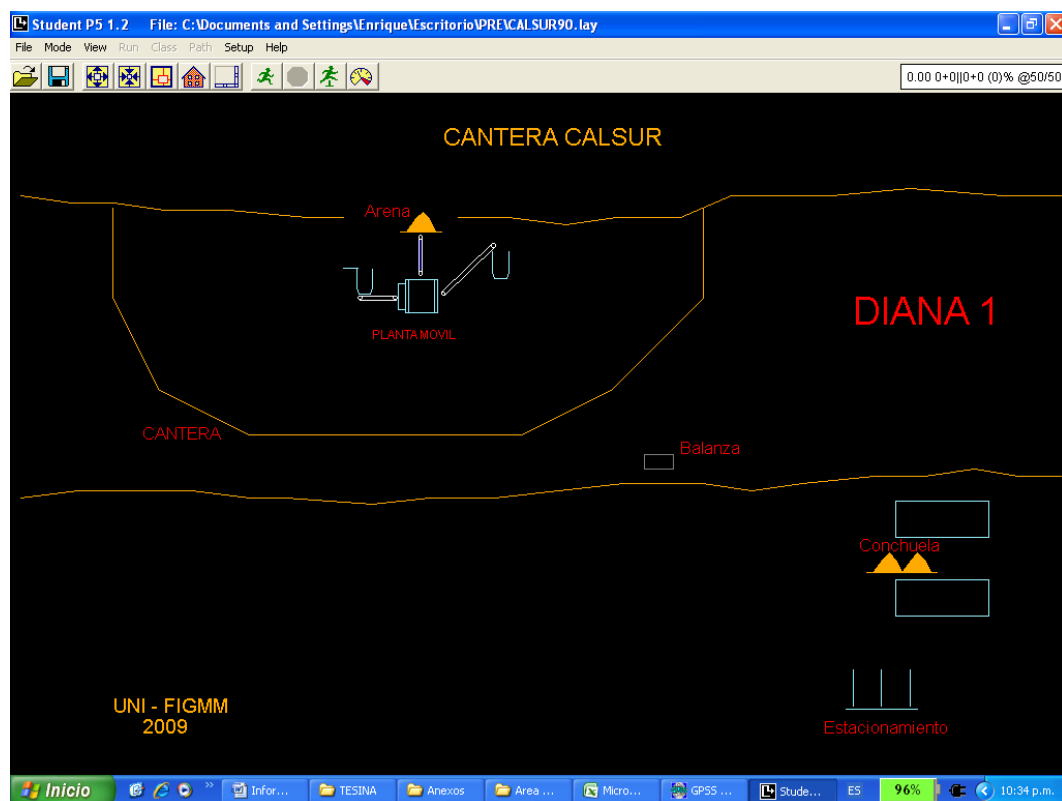 Student P5 1.2 File: C:\Documents and Settings\Enrique\Escritorio\PRE\CALSUR90.lay
File Mode View Run Class Path Setup Help
0.00 0+0||0+0 (0)% @50/50
CANTERA CALSUR
Arena
DIANA 1
PLANTA MOVIL
CANTERA
Balanza
Conchuela
UNI - FIGMM
2009
Estacionamiento
Inicio » Infor... TESINA Anexos Area ... Micro... GPSS ... Stude... ES 96% 10:34 p.m.